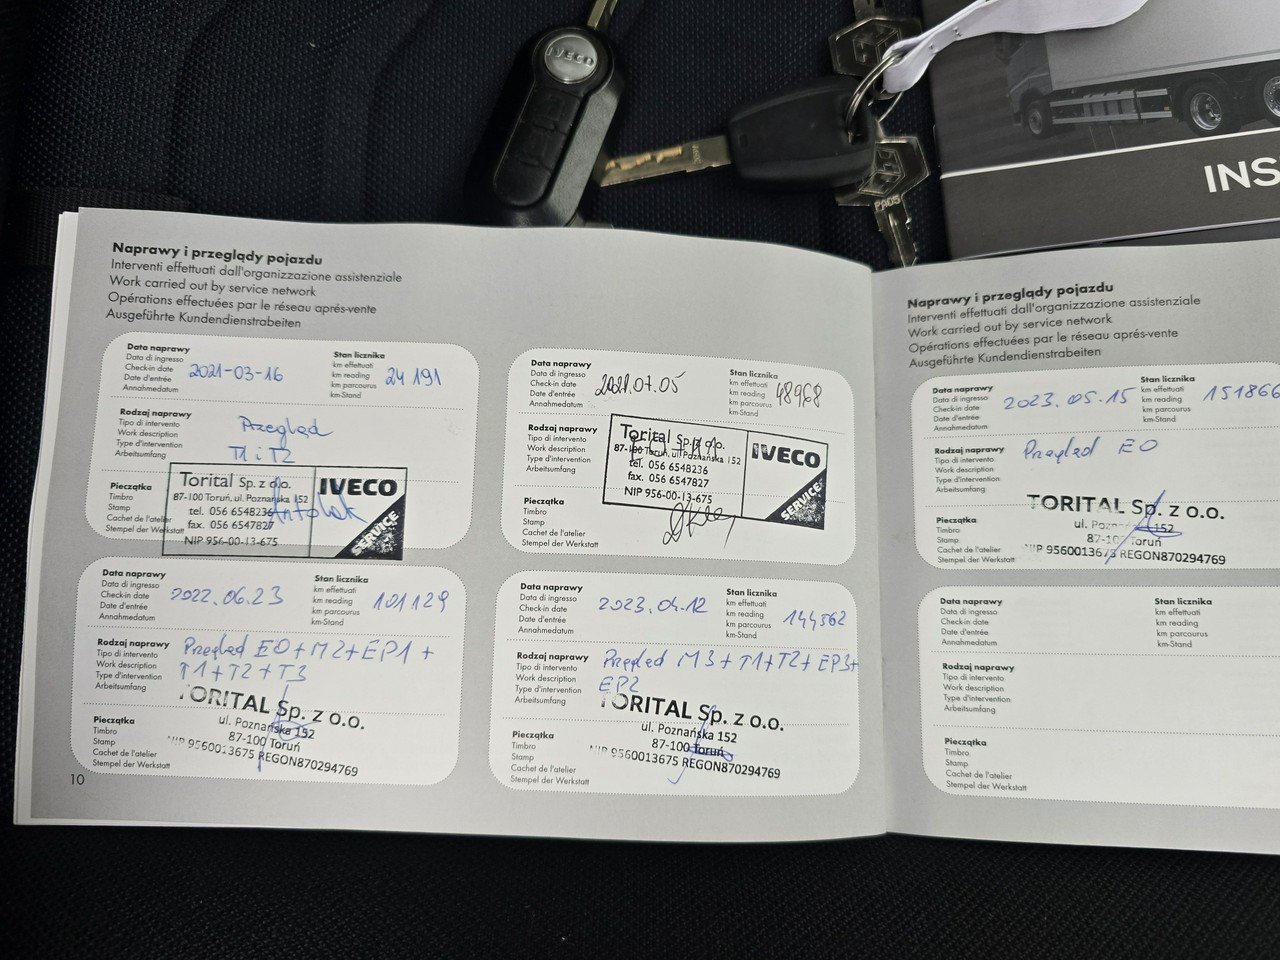 IVECO
INS
PA05
Naprawy i przeglądy pojazdu
Interventi effettuati dall'organizzazione assistenziale
Work carried out by service network
Opérations effectuées par le réseau aprés-vente
Ausgeführte Kundendienstrabeiten
Data naprawy
Data di ingresso
Check-in date
Date d'entrée
Annahmedatum
2021-03-16
Stan licznika
km effettuati
km reading
km parcourus
km-Stand
24 191
Rodzaj naprawy
Tipo di intervento
Work description
Type d'intervention
Arbeitsumfang
Przegląd
T1 i T2
Pieczątka
Timbro
Stamp
Cachet de l'atelier
Stempel der Werkstatt
Torital Sp. z o.o.
87-100 Toruń, ul. Poznańska 152
tel. 056 6548236
fax. 056 6547827
NIP 956-00-13-675
IVECO
SERVICE
Data naprawy
Data di ingresso
Check-in date
Date d'entrée
Annahmedatum
2021.07.05
Stan licznika
km effettuati
km reading
km parcourus
km-Stand
48968
Rodzaj naprawy
Tipo di intervento
Work description
Type d'intervention
Arbeitsumfang
Pieczątka
Timbro
Stamp
Cachet de l'atelier
Stempel der Werkstatt
Torital Sp. z o.o.
87-100 Toruń, ul. Poznańska 152
tel. 056 6548236
fax. 056 6547827
NIP 956-00-13-675
IVECO
SERVICE
Data naprawy
Data di ingresso
Check-in date
Date d'entrée
Annahmedatum
2022.06.23
Stan licznika
km effettuati
km reading
km parcourus
km-Stand
101129
Rodzaj naprawy
Tipo di intervento
Work description
Type d'intervention
Arbeitsumfang
Przegląd EO+M2+EP1+
T1+T2+T3
Pieczątka
Timbro
Stamp
Cachet de l'atelier
Stempel der Werkstatt
TORITAL Sp. z o.o.
ul. Poznańska 152
87-100 Toruń
NIP 9560013675 REGON870294769
Data naprawy
Data di ingresso
Check-in date
Date d'entrée
Annahmedatum
2023.04.12
Stan licznika
km effettuati
km reading
km parcourus
km-Stand
144562
Rodzaj naprawy
Tipo di intervento
Work description
Type d'intervention
Arbeitsumfang
Przegląd M3+T1+T2+EP3+
EP2
Pieczątka
Timbro
Stamp
Cachet de l'atelier
Stempel der Werkstatt
TORITAL Sp. z o.o.
ul. Poznańska 152
87-100 Toruń
NIP 9560013675 REGON870294769
10
Naprawy i przeglądy pojazdu
Interventi effettuati dall'organizzazione assistenziale
Work carried out by service network
Opérations effectuées par le réseau aprés-vente
Ausgeführte Kundendienstrabeiten
Data naprawy
Data di ingresso
Check-in date
Date d'entrée
Annahmedatum
2023.05.15
Stan licznika
km effettuati
km reading
km parcourus
km-Stand
151866
Rodzaj naprawy
Tipo di intervento
Work description
Type d'intervention
Arbeitsumfang
Przegląd EO
Pieczątka
Timbro
Stamp
Cachet de l'atelier
Stempel der Werkstatt
TORITAL Sp. z o.o.
ul. Poznańska 152
87-100 Toruń
NIP 9560013675 REGON870294769
Data naprawy
Data di ingresso
Check-in date
Date d'entrée
Annahmedatum
Stan licznika
km effettuati
km reading
km parcourus
km-Stand
Rodzaj naprawy
Tipo di intervento
Work description
Type d'intervention
Arbeitsumfang
Pieczątka
Timbro
Stamp
Cachet de l'atelier
Stempel der Werkstatt